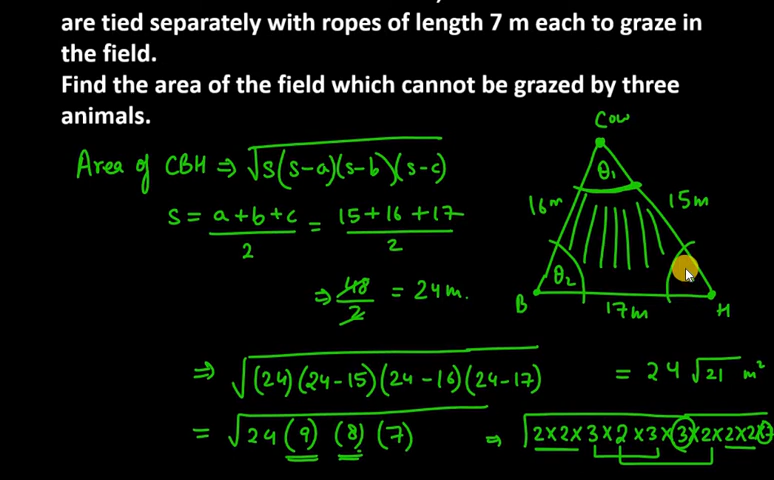 are tied separately with ropes of length 7 m each to graze in
the field.
Find the area of the field which cannot be grazed by three
animals.
Area of CBH ⇒ √s(s-a)(s-b)(s-c)
s = a+b+c/2 = 15+16+17/2
⇒ 48/2 = 24m.
⇒ √(24)(24-15)(24-16)(24-17) = 24√21 m²
= √24(9)(8)(7) ⇒ √2×2×3×2×3×3×2×2×2×7
Cow
θ₁
16m
15m
θ₂
B
17m
H